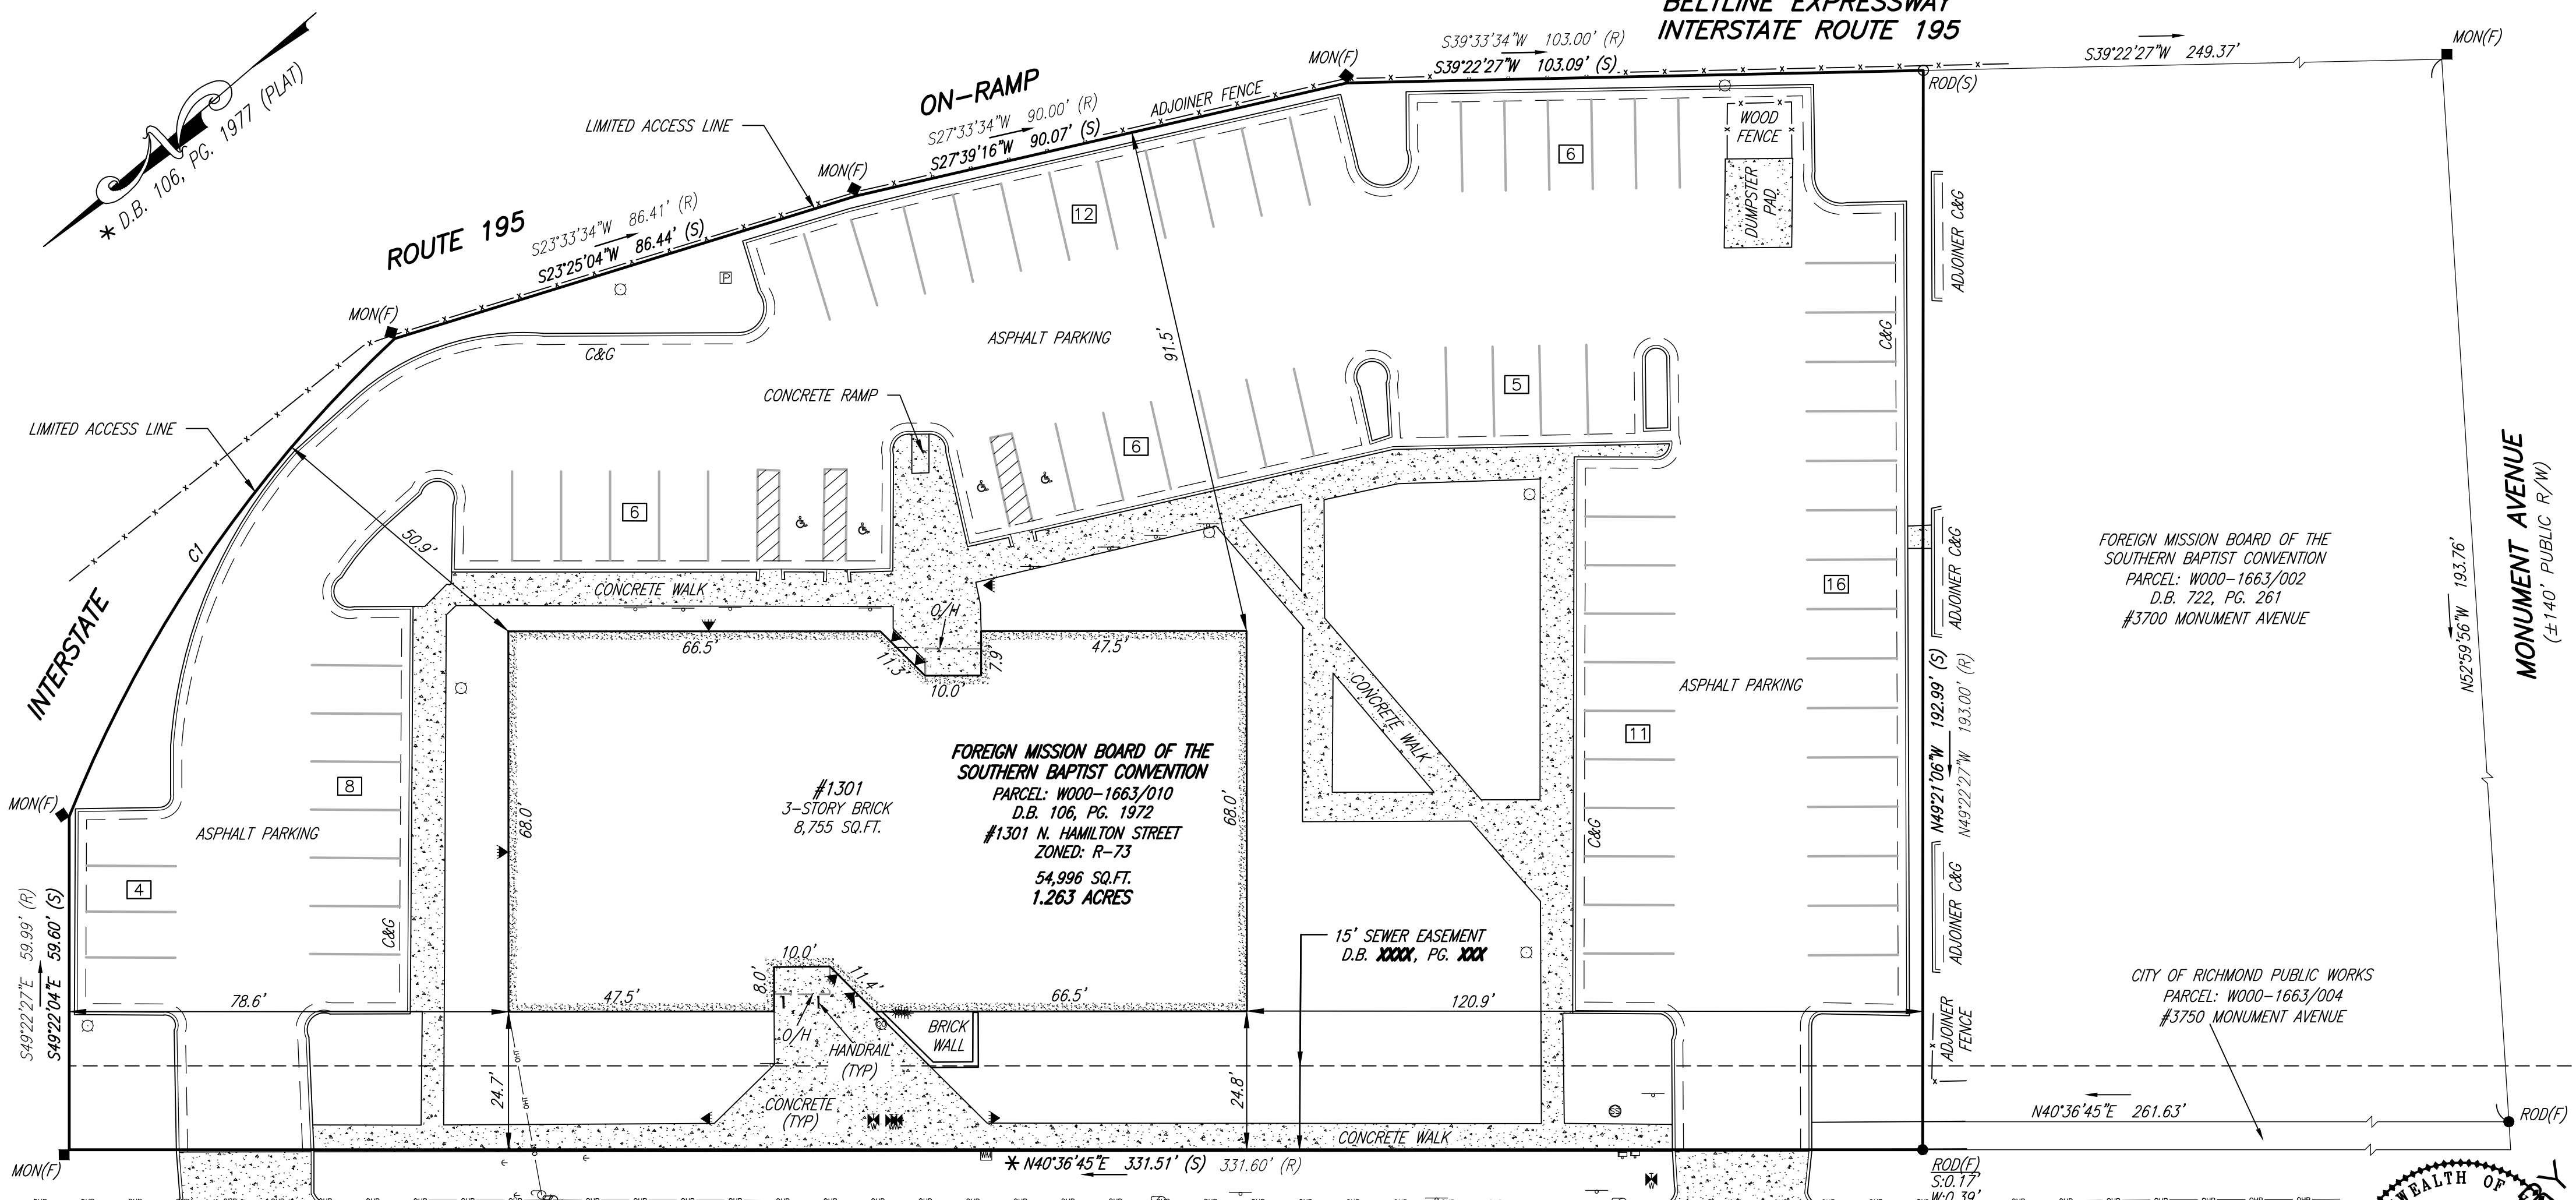 BELTLINE EXPRESSWAY
INTERSTATE ROUTE 195
S39°33'34"W 103.00' (R)
S39°22'27"W 103.09' (S)
S39°22'27"W 249.37'
MON(F)
MON(F)
ROD(S)
ON-RAMP
S27°33'34"W 90.00' (R)
S27°39'16"W 90.07' (S)
ADJOINER FENCE
LIMITED ACCESS LINE
MON(F)
N
* D.B. 106, PG. 1977 (PLAT)
ROUTE 195
S23°33'34"W 86.41' (R)
S23°25'04"W 86.44' (S)
P
MON(F)
WOOD
FENCE
DUMPSTER
PAD
6
12
ADJOINER C&G
C&G
C&G
ASPHALT PARKING
91.5'
CONCRETE RAMP
5
6
LIMITED ACCESS LINE
C1
50.9'
6
INTERSTATE
CONCRETE WALK
O/H
66.5'
11.3'
10.0'
7.9'
47.5'
CONCRETE WALK
ASPHALT PARKING
16
11
ADJOINER C&G
N49°21'06"W 192.99' (S)
N49°22'27"W 193.00' (R)
FOREIGN MISSION BOARD OF THE
SOUTHERN BAPTIST CONVENTION
PARCEL: W000-1663/002
D.B. 722, PG. 261
#3700 MONUMENT AVENUE
N52°59'56"W 193.76'
MONUMENT AVENUE
(±140' PUBLIC R/W)
MON(F)
8
ASPHALT PARKING
4
C&G
68.0'
#1301
3-STORY BRICK
8,755 SQ.FT.
FOREIGN MISSION BOARD OF THE
SOUTHERN BAPTIST CONVENTION
PARCEL: W000-1663/010
D.B. 106, PG. 1972
#1301 N. HAMILTON STREET
ZONED: R-73
54,996 SQ.FT.
1.263 ACRES
68.0'
C&G
ADJOINER C&G
15' SEWER EASEMENT
D.B. XXXX, PG. XXX
S49°22'27"E 59.99' (R)
S49°22'04"E 59.60' (S)
78.6'
47.5'
8.0'
10.0'
11.4'
66.5'
120.9'
O/H
HANDRAIL
(TYP)
BRICK
WALL
CONCRETE
(TYP)
OHT
OHT
24.7'
24.8'
ADJOINER
FENCE
CITY OF RICHMOND PUBLIC WORKS
PARCEL: W000-1663/004
#3750 MONUMENT AVENUE
N40°36'45"E 261.63'
ROD(F)
SS
CONCRETE WALK
MON(F)
WM
* N40°36'45"E 331.51' (S) 331.60' (R)
ROD(F)
S:0.17'
W:0.39'
WEALTH OF